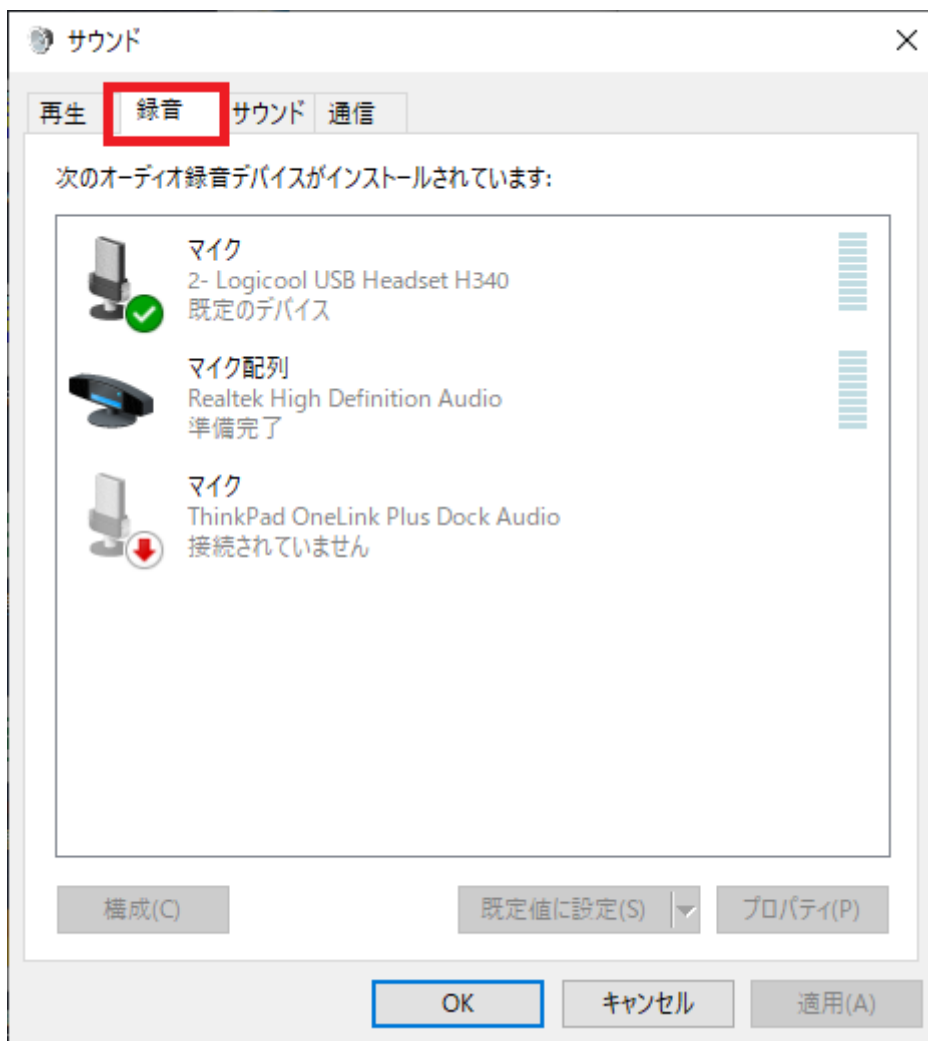 サウンド
再生 録音 サウンド 通信
次のオーディオ録音デバイスがインストールされています:
マイク
2- Logicool USB Headset H340
既定のデバイス
マイク配列
Realtek High Definition Audio
準備完了
マイク
ThinkPad OneLink Plus Dock Audio
接続されていません
構成(C) 既定値に設定(S) プロパティ(P)
OK キャンセル 適用(A)